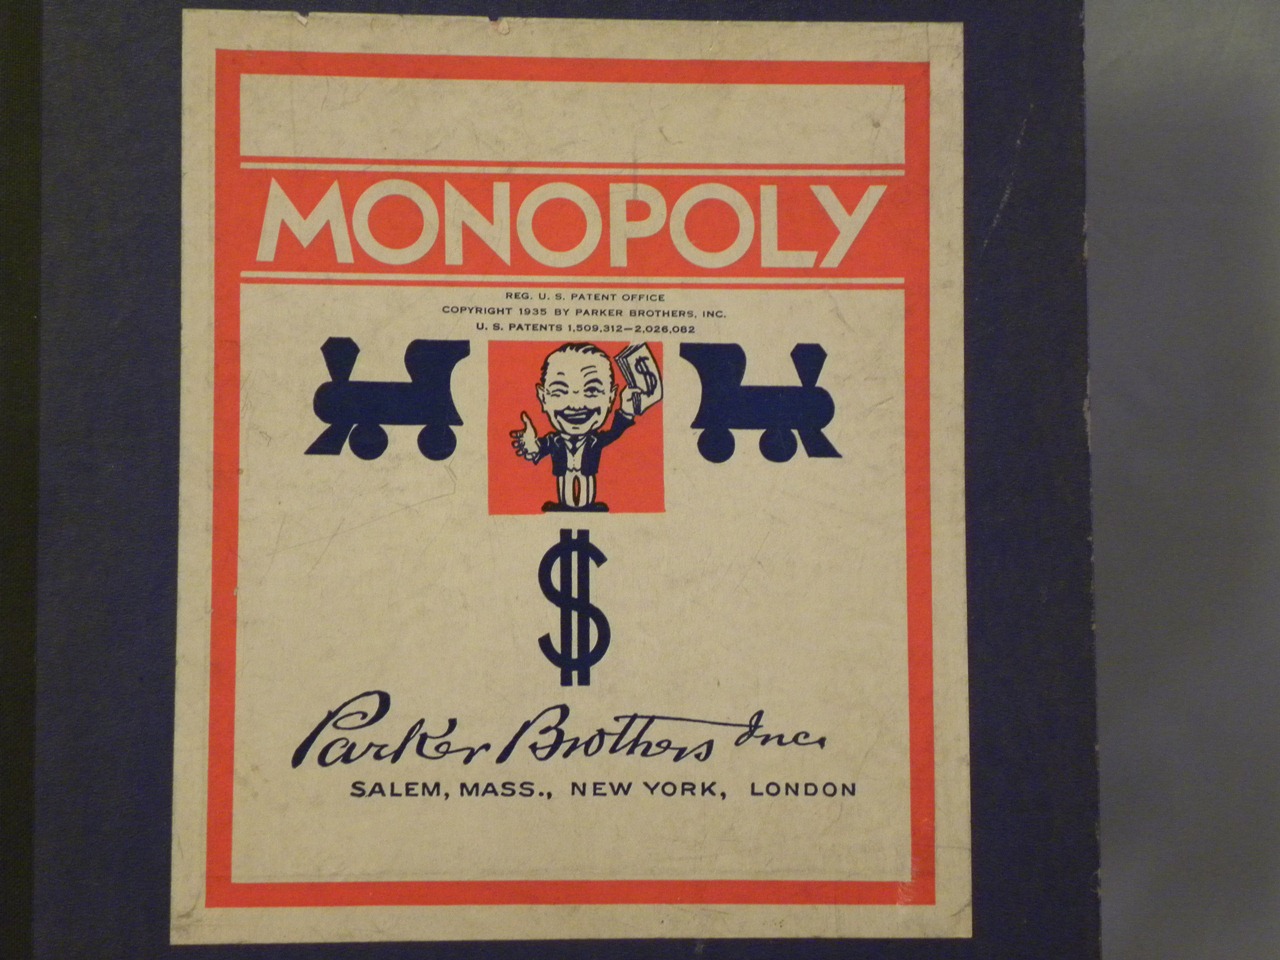 MONOPOLY
REG. U. S. PATENT OFFICE
COPYRIGHT 1935 BY PARKER BROTHERS, INC.
U. S. PATENTS 1,509,312—2,026,082
$
$
Parker Brothers Inc.
SALEM, MASS., NEW YORK, LONDON